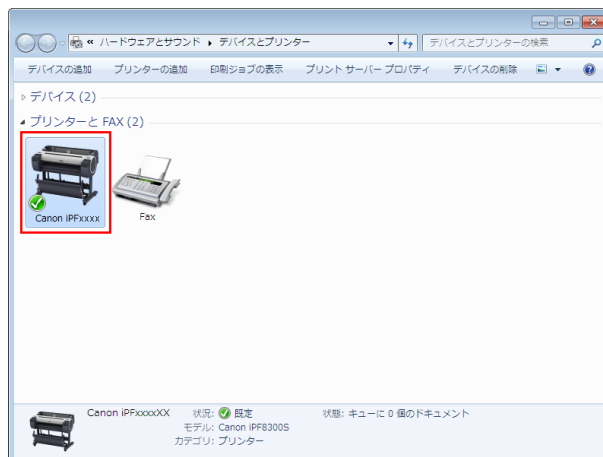 « ハードウェアとサウンド ▸ デバイスとプリンター デバイスとプリンターの検索
デバイスの追加 プリンターの追加 印刷ジョブの表示 プリント サーバー プロパティ デバイスの削除
デバイス (2)
プリンターと FAX (2)
Canon iPFxxxx Fax
Canon iPFxxxxXX 状況: 既定 状態: キューに 0 個のドキュメント
モデル: Canon iPF8300S
カテゴリ: プリンター